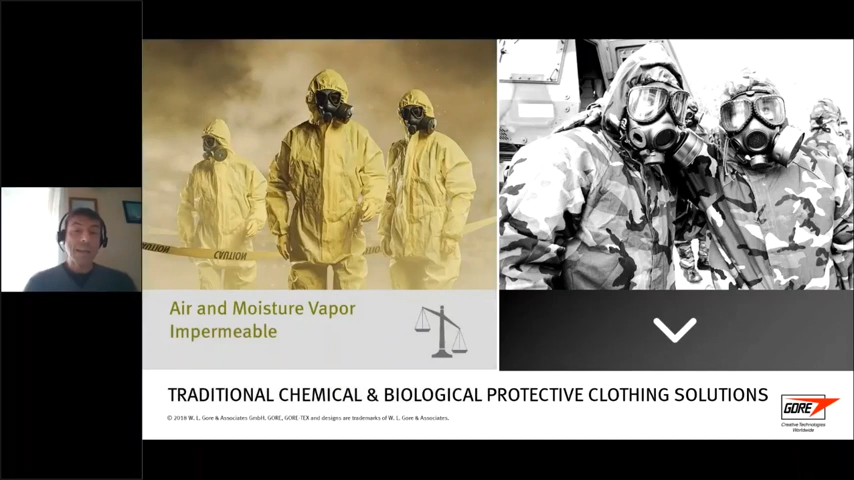 CAUTION
Air and Moisture Vapor
Impermeable
TRADITIONAL CHEMICAL & BIOLOGICAL PROTECTIVE CLOTHING SOLUTIONS
© 2018 W. L. Gore & Associates GmbH. GORE, GORE-TEX and designs are trademarks of W. L. Gore & Associates.
GORE
Creative Technologies
Worldwide